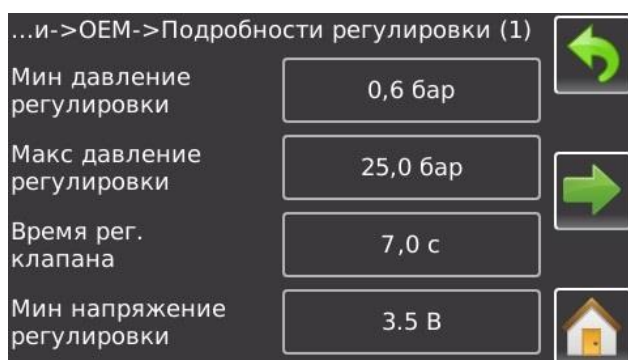 ...и->OEM->Подробности регулировки (1)
Мин давление
регулировки
0,6 бар
Макс давление
регулировки
25,0 бар
Время рег.
клапана
7,0 с
Мин напряжение
регулировки
3.5 В